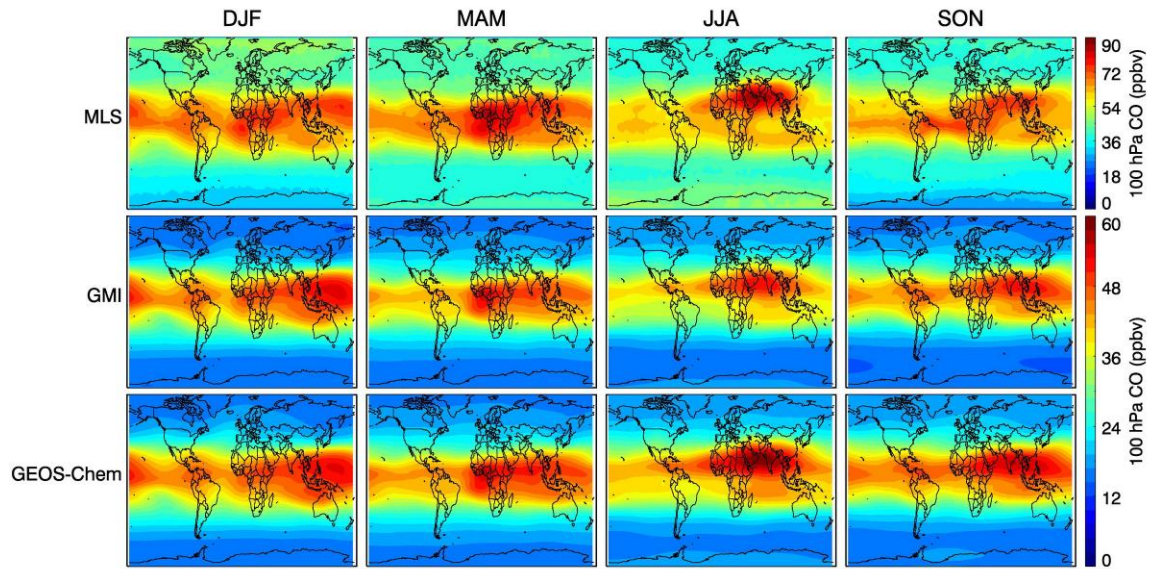 DJF MAM JJA SON
MLS
GMI
GEOS-Chem
90
72
54
36
18
0
100 hPa CO (ppbv)
60
48
36
24
12
0
100 hPa CO (ppbv)